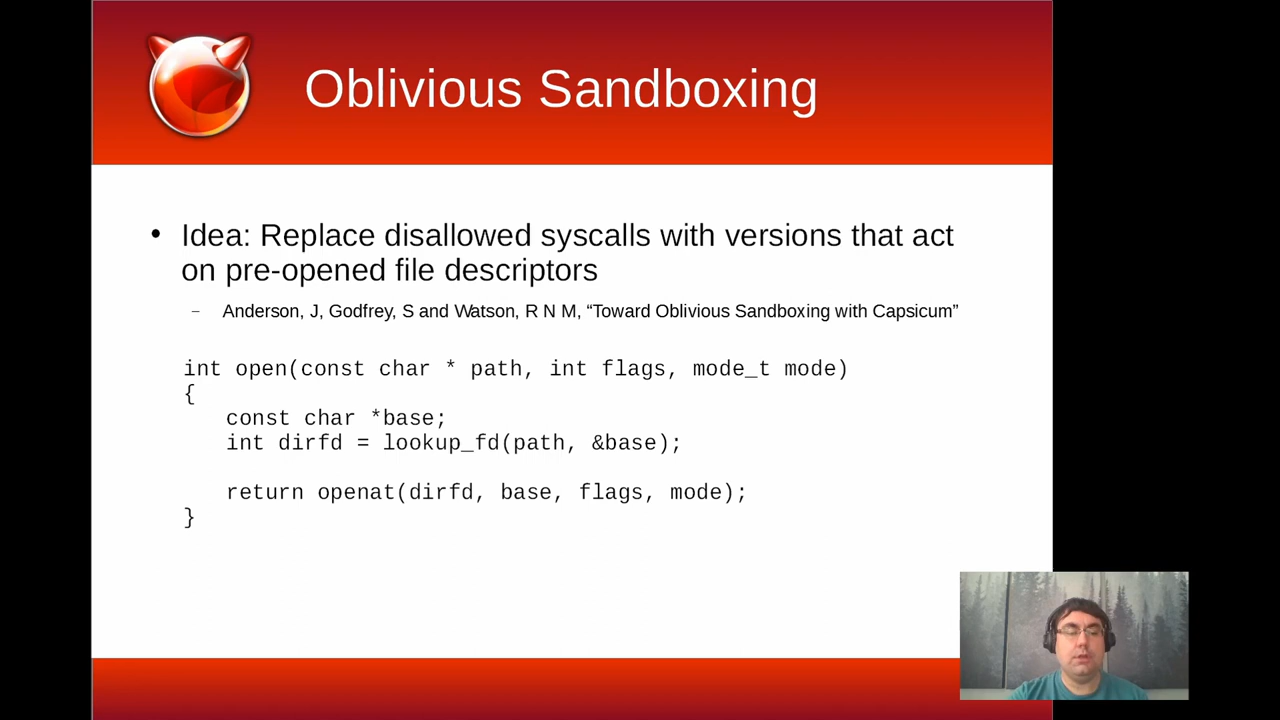 Oblivious Sandboxing
• Idea: Replace disallowed syscalls with versions that act
on pre-opened file descriptors
– Anderson, J, Godfrey, S and Watson, R N M, “Toward Oblivious Sandboxing with Capsicum”
int open(const char * path, int flags, mode_t mode)
{
const char *base;
int dirfd = lookup_fd(path, &base);
return openat(dirfd, base, flags, mode);
}